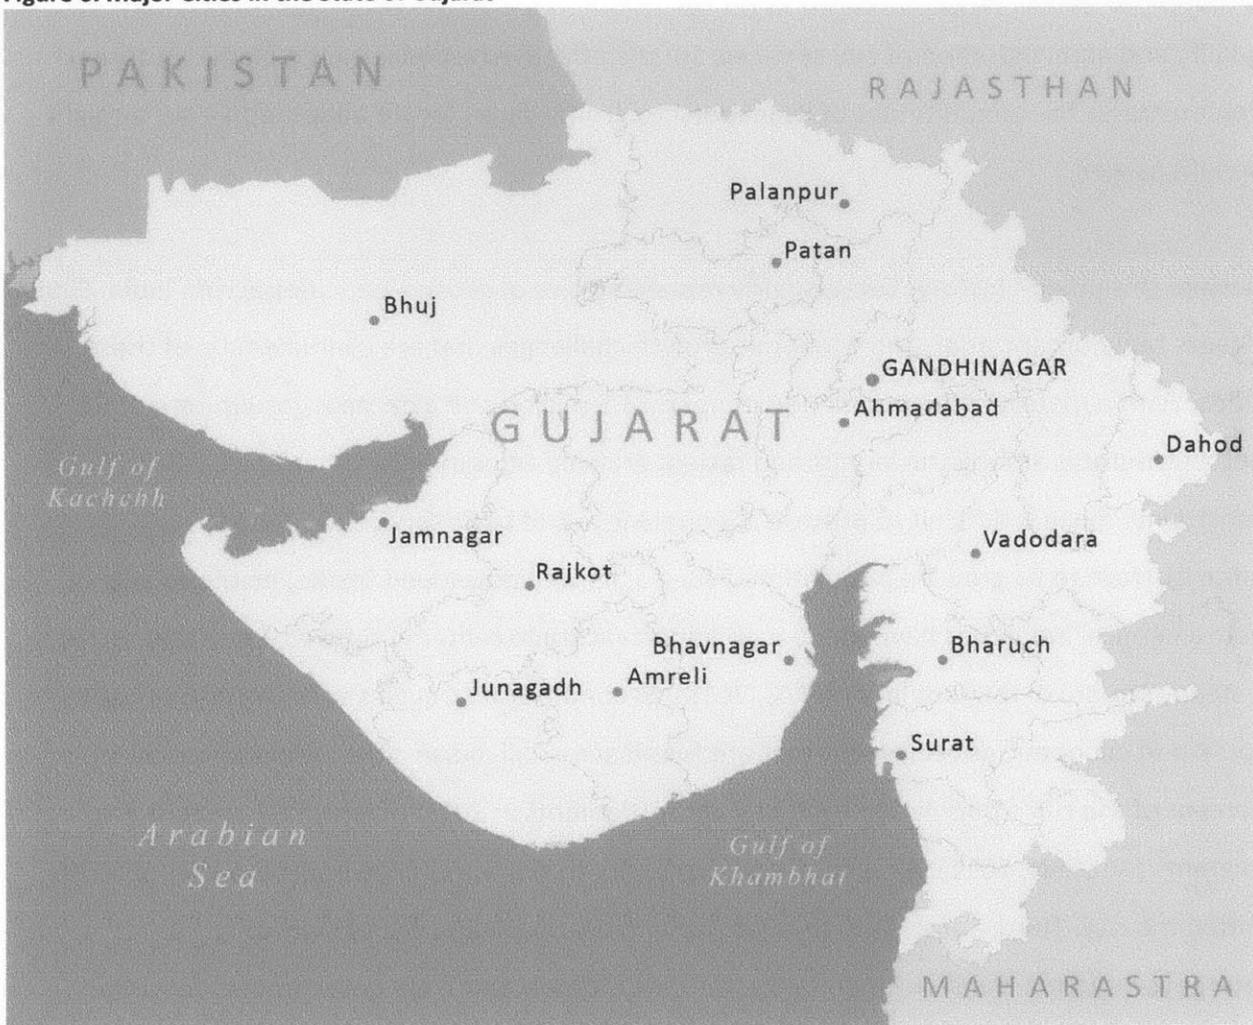 PAKISTAN
RAJASTHAN
Palanpur
Patan
Bhuj
GANDHINAGAR
Ahmadabad
GUJARAT
Dahod
Gulf of
Kachchh
Jamnagar
Vadodara
Rajkot
Bhavnagar
Bharuch
Amreli
Junagadh
Surat
Arabian
Sea
Gulf of
Khambhat
MAHARASTRA